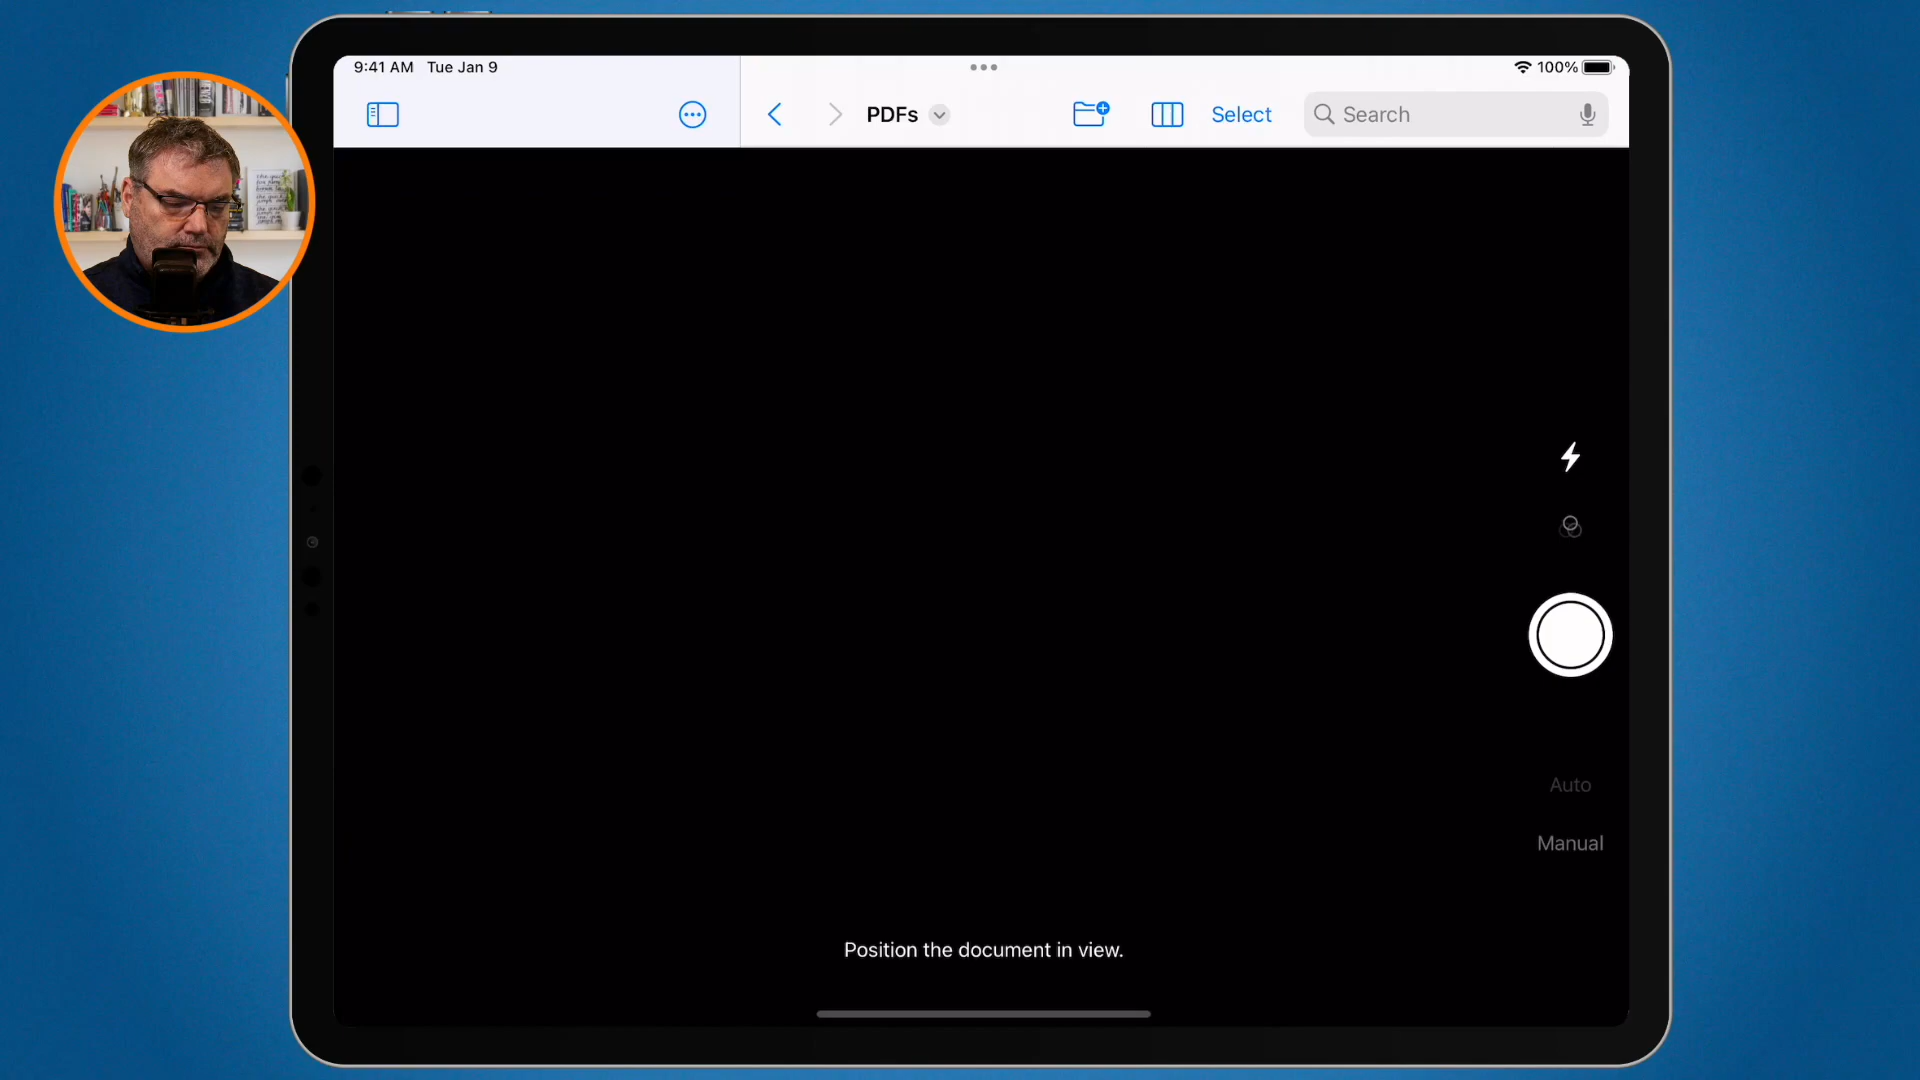 9:41 AM Tue Jan 9
100%
PDFs
Select
Search
Auto
Manual
Position the document in view.